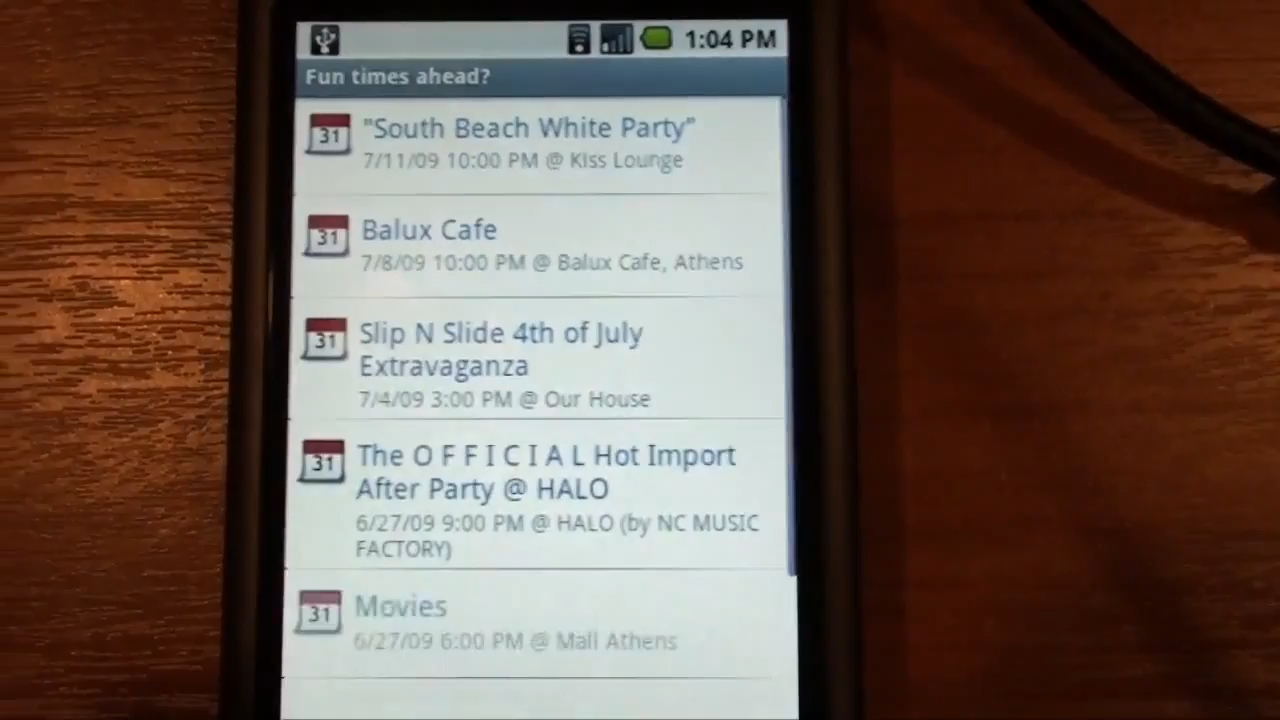 1:04 PM
Fun times ahead?
31
"South Beach White Party"
7/11/09 10:00 PM @ Kiss Lounge
31
Balux Cafe
7/8/09 10:00 PM @ Balux Cafe, Athens
31
Slip N Slide 4th of July
Extravaganza
7/4/09 3:00 PM @ Our House
31
The O F F I C I A L Hot Import
After Party @ HALO
6/27/09 9:00 PM @ HALO (by NC MUSIC
FACTORY)
31
Movies
6/27/09 6:00 PM @ Mall Athens